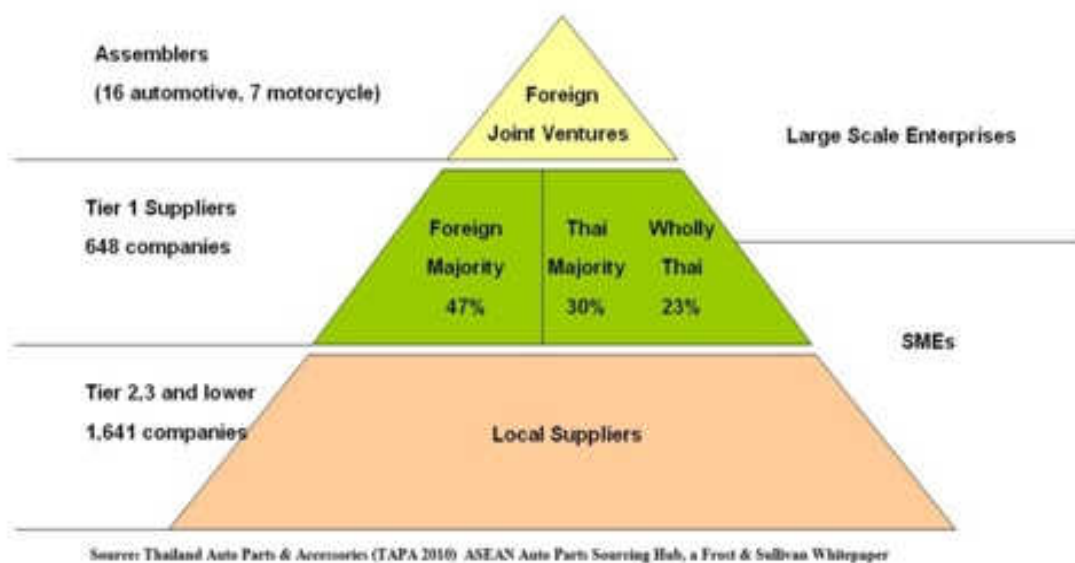 Assemblers
(16 automotive, 7 motorcycle)
Foreign
Joint Ventures
Large Scale Enterprises
Tier 1 Suppliers
648 companies
Foreign
Majority
47%
Thai
Majority
30%
Wholly
Thai
23%
SMEs
Tier 2,3 and lower
1,641 companies
Local Suppliers
Source: Thailand Auto Parts & Accessories (TAPA 2010) ASEAN Auto Parts Sourcing Hub, a Frost & Sullivan Whitepaper